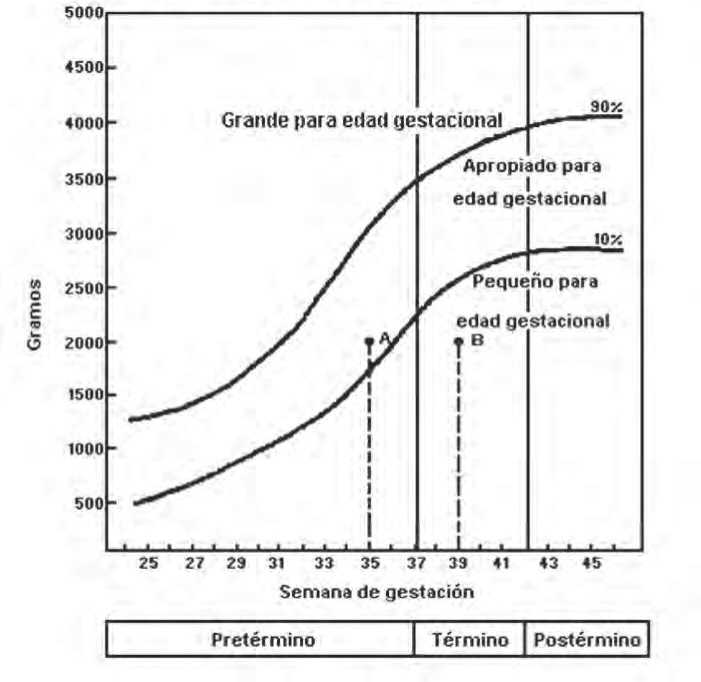 5000
4500
4000
3500
3000
2500
2000
1500
1000
500
Gramos
Grande para edad gestacional
90%
Apropiado para
edad gestacional
10%
Pequeño para
edad gestacional
A
B
25 27 29 31 33 35 37 39 41 43 45
Semana de gestación
Pretérmino Término Postérmino